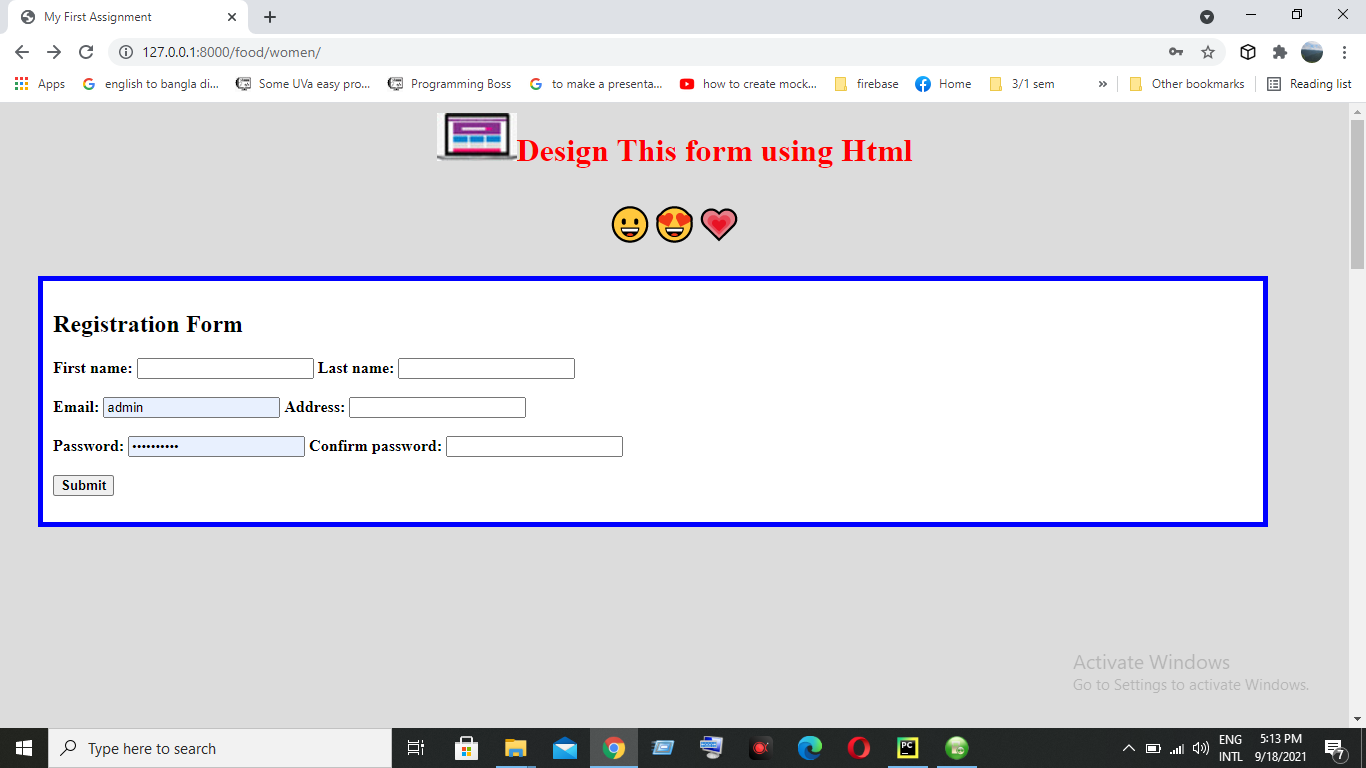 My First Assignment
127.0.0.1:8000/food/women/
Apps english to bangla di... Some UVa easy pro... Programming Boss to make a presenta... how to create mock... firebase Home 3/1 sem » Other bookmarks Reading list
Design This form using Html
Registration Form
First name: Last name:
Email: admin Address:
Password: •••••••••• Confirm password:
Submit
Activate Windows
Go to Settings to activate Windows.
Type here to search
ENG 5:13 PM
INTL 9/18/2021
PC
7